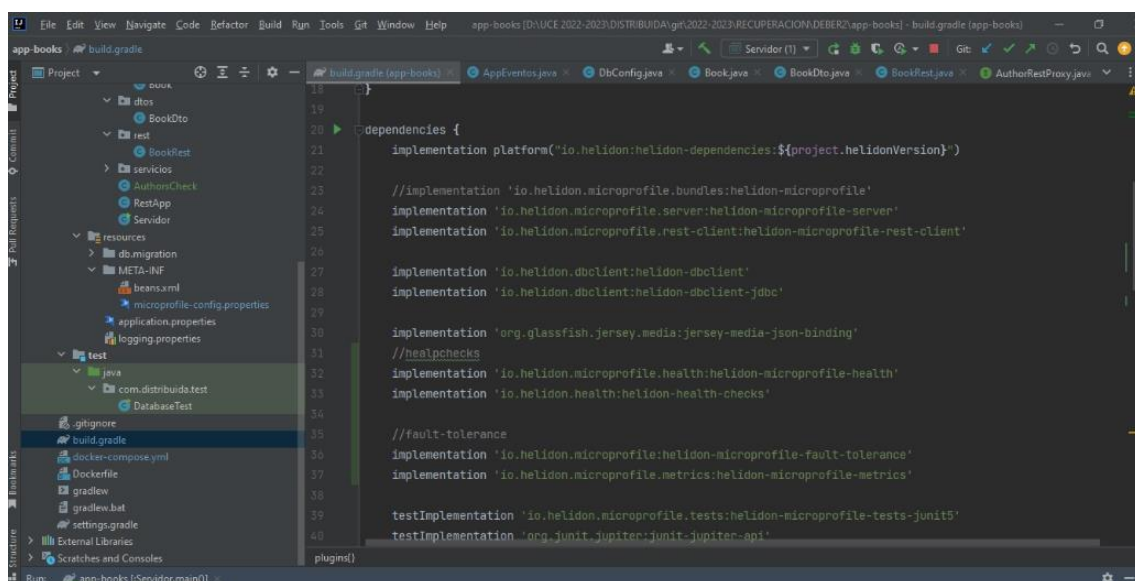 File Edit View Navigate Code Refactor Build Run Tools Git Window Help app-books [D:\UCE 2022-2023\DISTRIBUIDA\git\2022-2023\RECUPERACION\DEBER2\app-books] - build.gradle (app-books)
app-books build.gradle Servidor (1) Git:
Project build.gradle (app-books) AppEventos.java DbConfig.java Book.java BookDto.java BookRest.java AuthorRestProxy.java
Project
Commit
Pull Requests
Bookmarks
Structure
Book
dtos
BookDto
rest
BookRest
servicios
AuthorsCheck
RestApp
Servidor
resources
db.migration
META-INF
beans.xml
microprofile-config.properties
application.properties
logging.properties
test
java
com.distribuida.test
DatabaseTest
.gitignore
build.gradle
docker-compose.yml
Dockerfile
gradlew
gradlew.bat
settings.gradle
External Libraries
Scratches and Consoles
18 }
19
20 dependencies {
21 implementation platform("io.helidon:helidon-dependencies:${project.helidonVersion}")
22
23 //implementation 'io.helidon.microprofile.bundles:helidon-microprofile'
24 implementation 'io.helidon.microprofile.server:helidon-microprofile-server'
25 implementation 'io.helidon.microprofile.rest-client:helidon-microprofile-rest-client'
26
27 implementation 'io.helidon.dbclient:helidon-dbclient'
28 implementation 'io.helidon.dbclient:helidon-dbclient-jdbc'
29
30 implementation 'org.glassfish.jersey.media:jersey-media-json-binding'
31 //healpchecks
32 implementation 'io.helidon.microprofile.health:helidon-microprofile-health'
33 implementation 'io.helidon.health:helidon-health-checks'
34
35 //fault-tolerance
36 implementation 'io.helidon.microprofile:helidon-microprofile-fault-tolerance'
37 implementation 'io.helidon.microprofile.metrics:helidon-microprofile-metrics'
38
39 testImplementation 'io.helidon.microprofile.tests:helidon-microprofile-tests-junit5'
40 testImplementation 'org.junit.jupiter:junit-jupiter-api'
plugins{}
Run: app-books [:Servidor.main()]